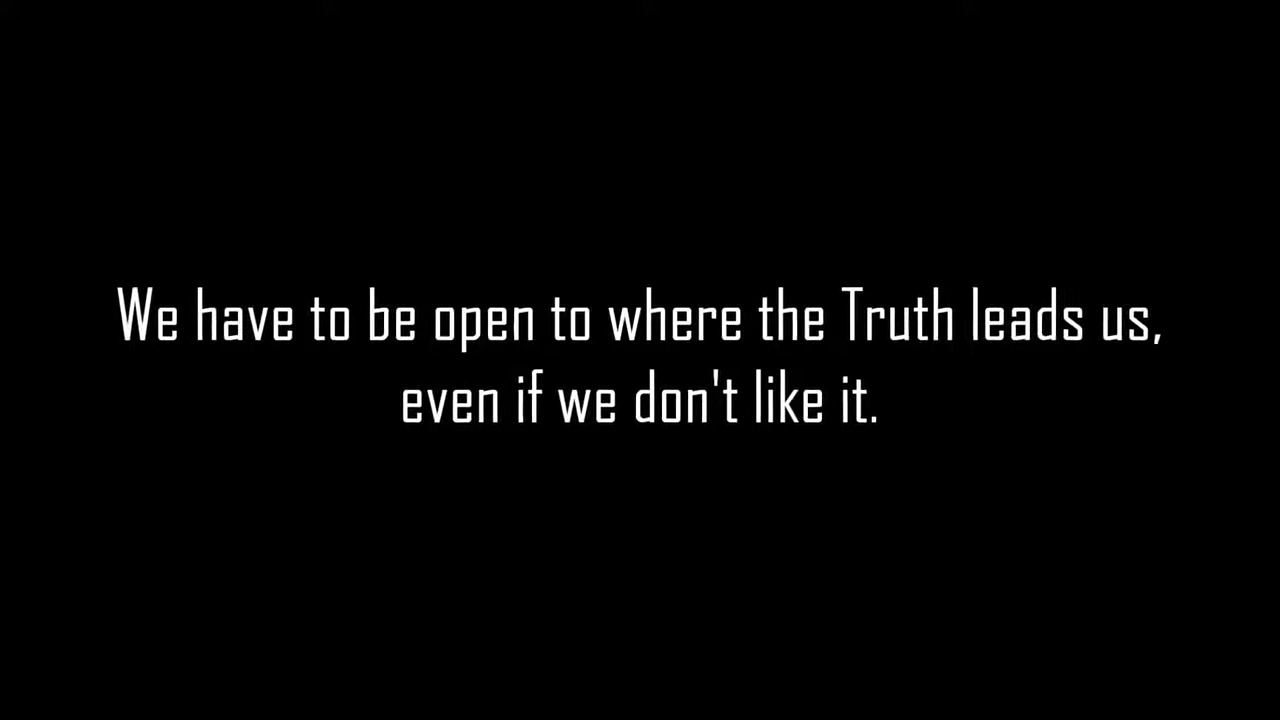 We have to be open to where the Truth leads us,
even if we don't like it.